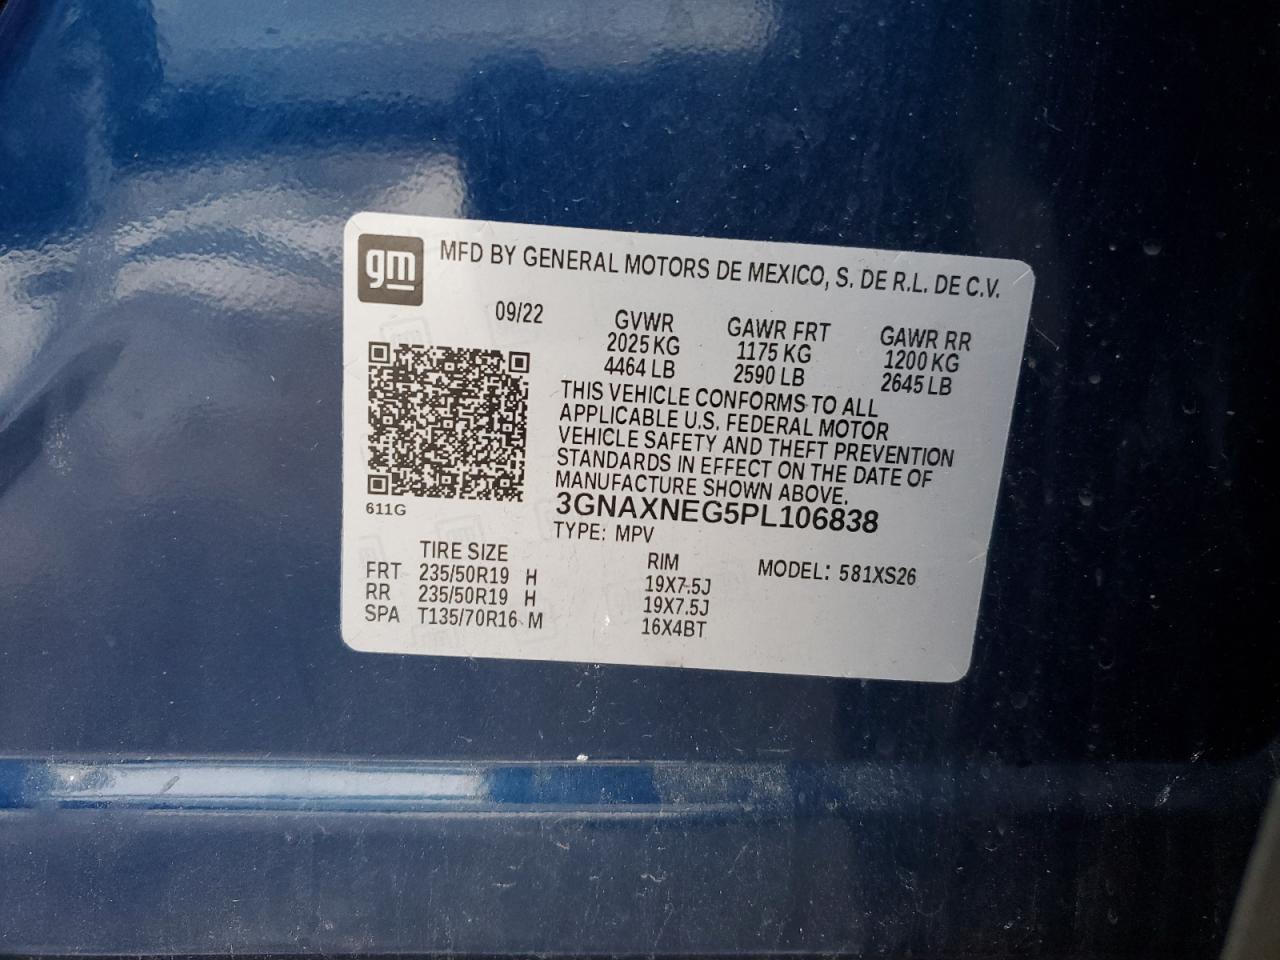 gm
MFD BY GENERAL MOTORS DE MEXICO, S. DE R.L. DE C.V.
09/22
GVWR GAWR FRT GAWR RR
2025 KG 1175 KG 1200 KG
4464 LB 2590 LB 2645 LB
THIS VEHICLE CONFORMS TO ALL
APPLICABLE U.S. FEDERAL MOTOR
VEHICLE SAFETY AND THEFT PREVENTION
STANDARDS IN EFFECT ON THE DATE OF
MANUFACTURE SHOWN ABOVE.
611G
3GNAXNEG5PL106838
TYPE: MPV
TIRE SIZE RIM MODEL: 581XS26
FRT 235/50R19 H 19X7.5J
RR 235/50R19 H 19X7.5J
SPA T135/70R16 M 16X4BT